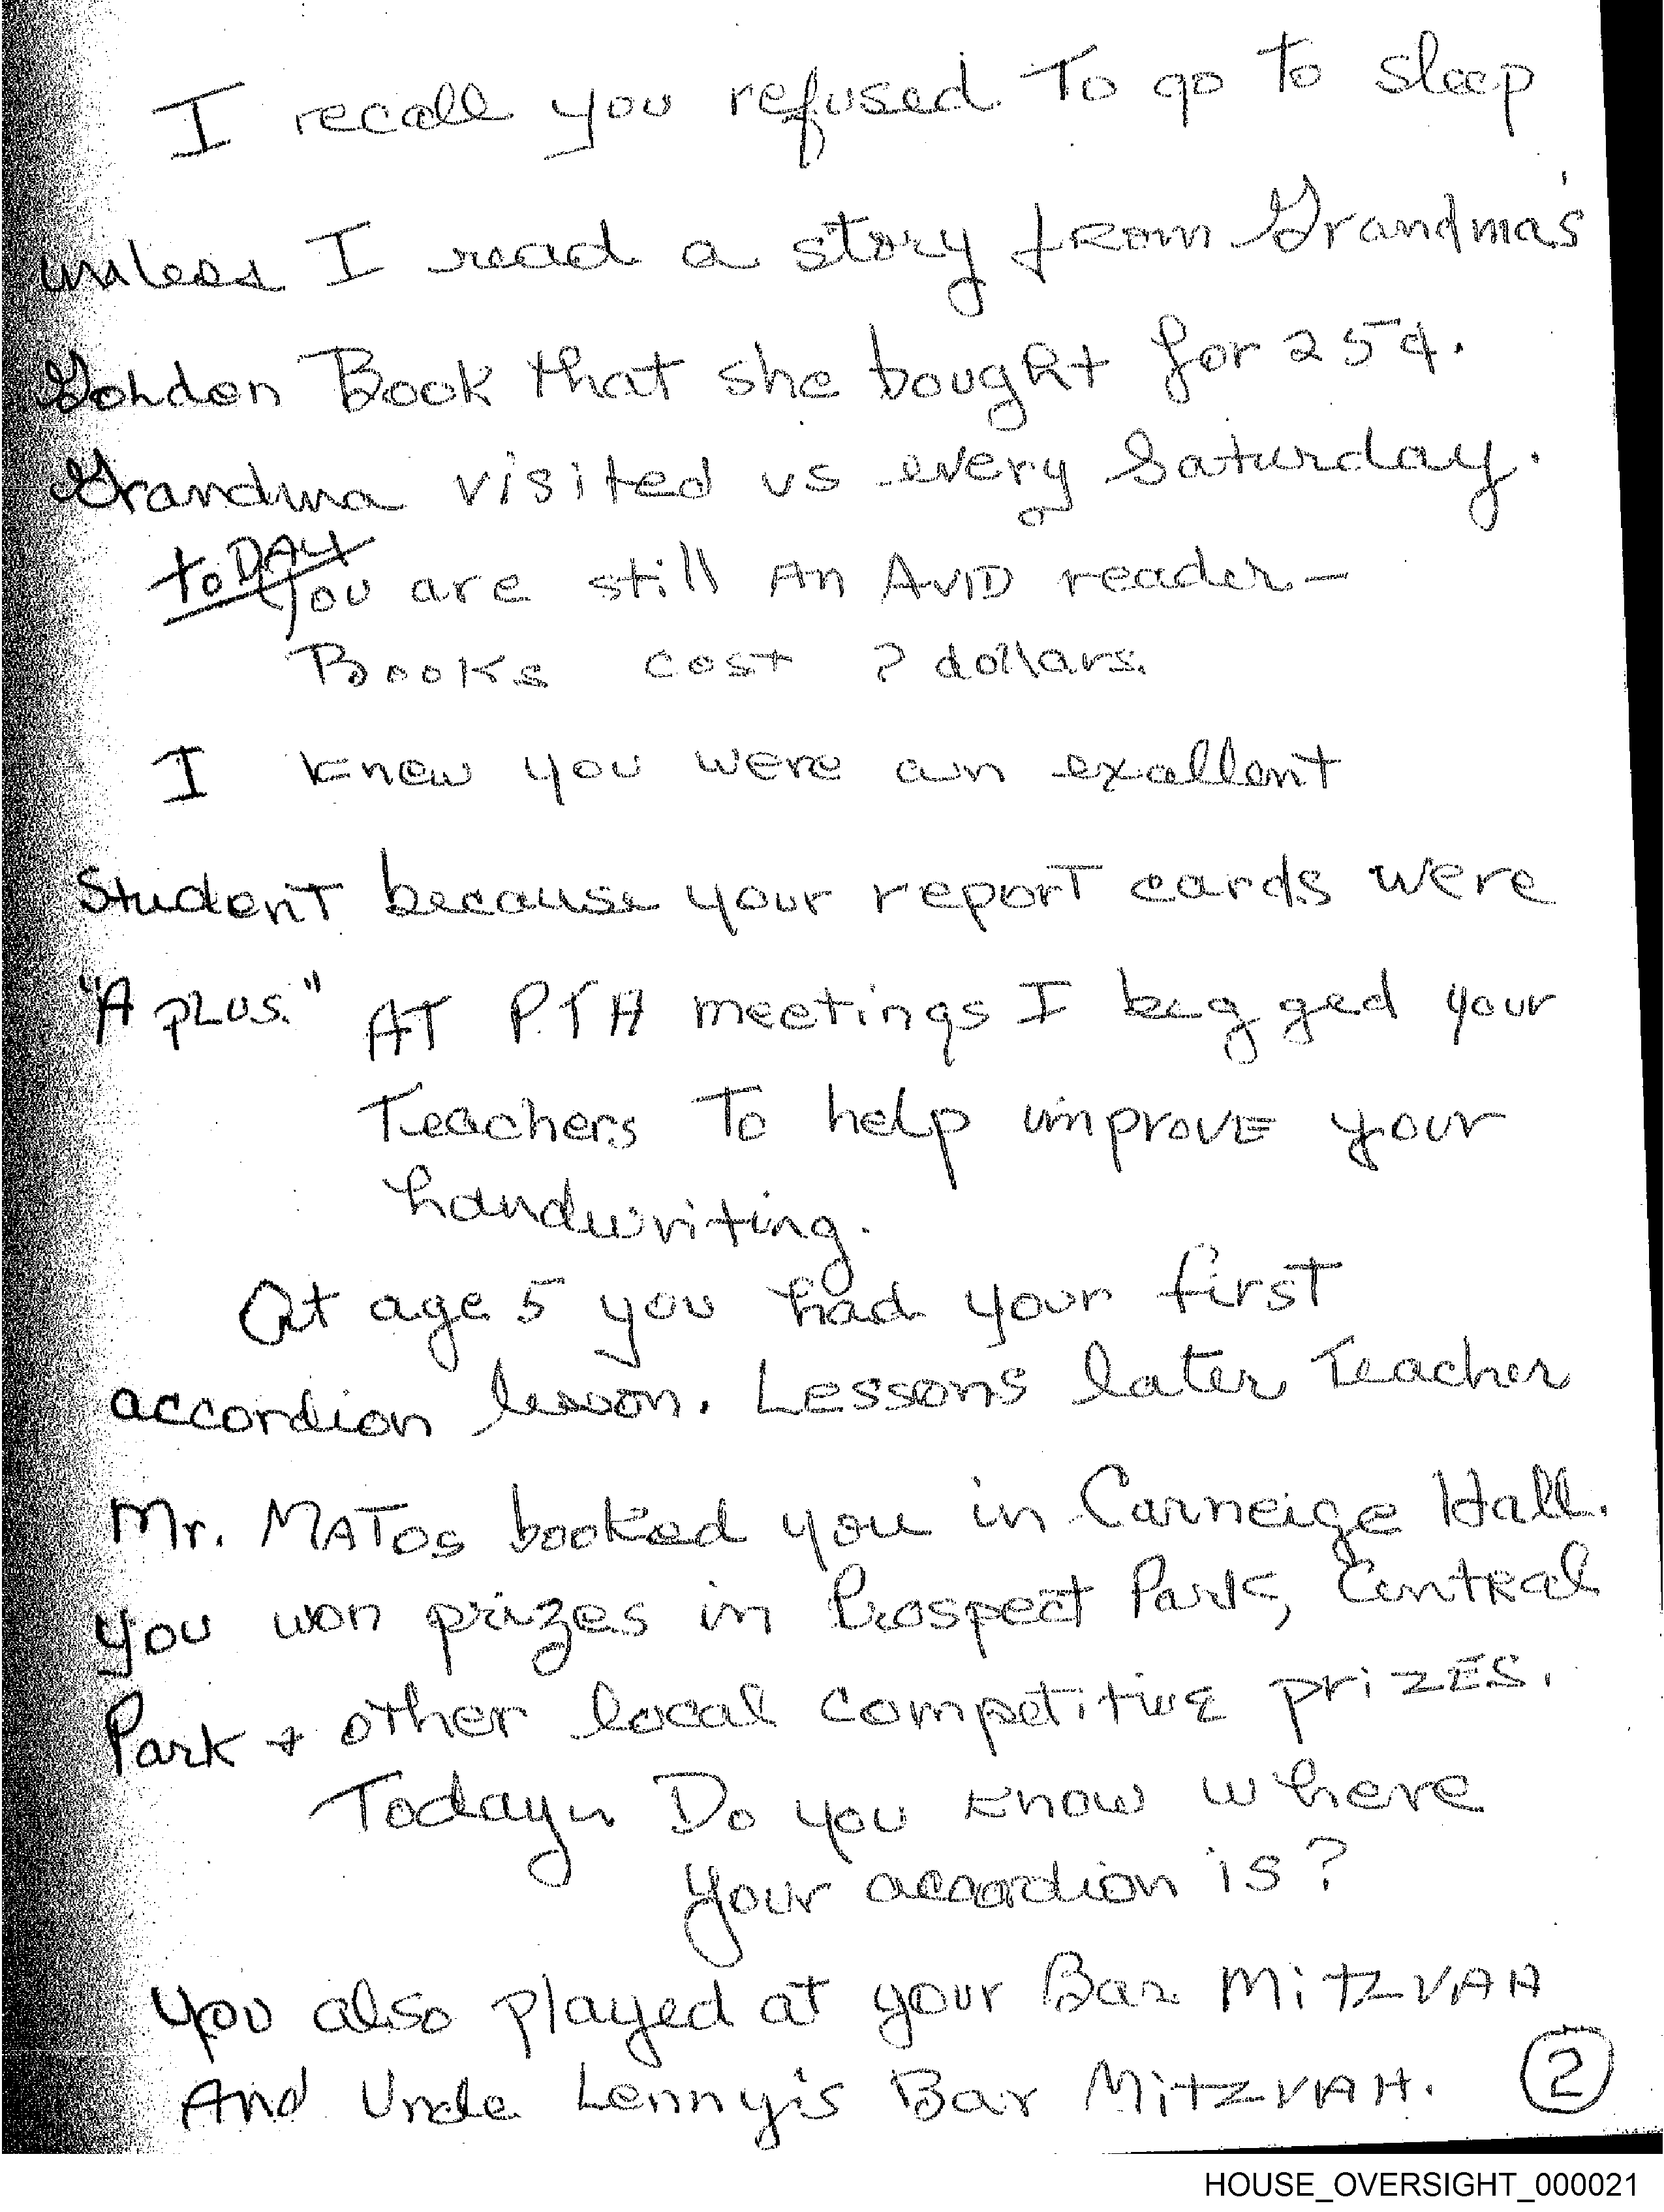 I recall you refused To go to sleep
unless I read a story from Grandma's
Golden Book that she bought for 25¢.
Grandma visited us every Saturday.
toDAY
You are still An AVID reader—
Books cost ? dollars.
I knew you were an exallent
Student because your report cards were
"A pLUS." AT P.T.A meetings I begged your
Teachers To help improve your
handwriting.
At age 5 you had your first
accordion lesson. Lessons later Teacher
Mr. MATos booked you in Carneige Hall.
You won prizes in Prospect Park, Central
Park + other local competitive prizes.
Today Do you know where
your accordion is?
You also played at your Bar MiTZVAH
And Uncle Lenny's Bar MiTZVAH. 2
HOUSE_OVERSIGHT_000021